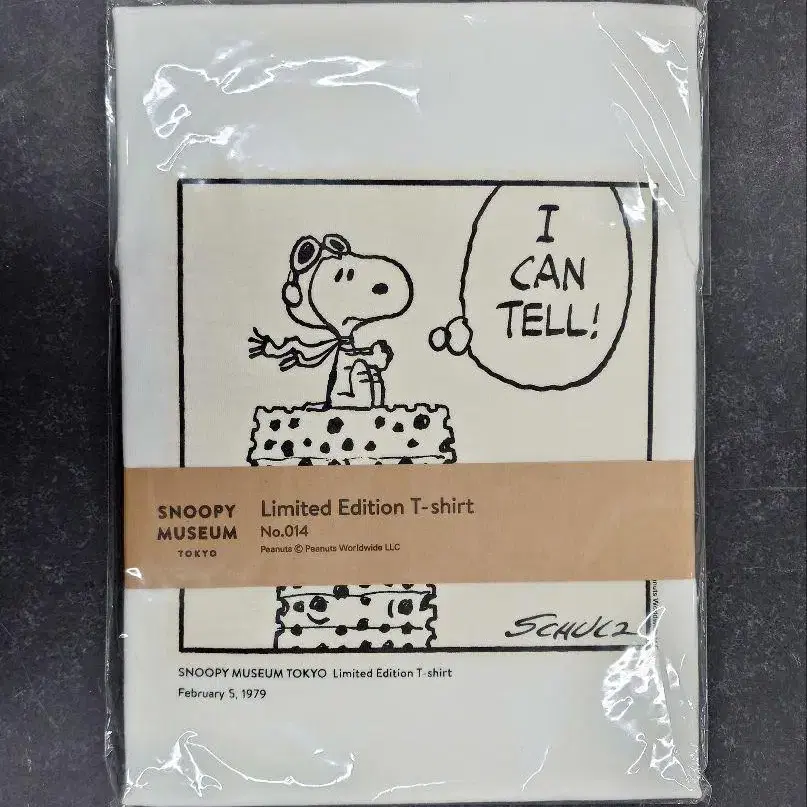 I
CAN
TELL!
SNOOPY
MUSEUM
TOKYO
Limited Edition T-shirt
No.014
Peanuts © Peanuts Worldwide LLC
SCHULZ
SNOOPY MUSEUM TOKYO Limited Edition T-shirt
February 5, 1979